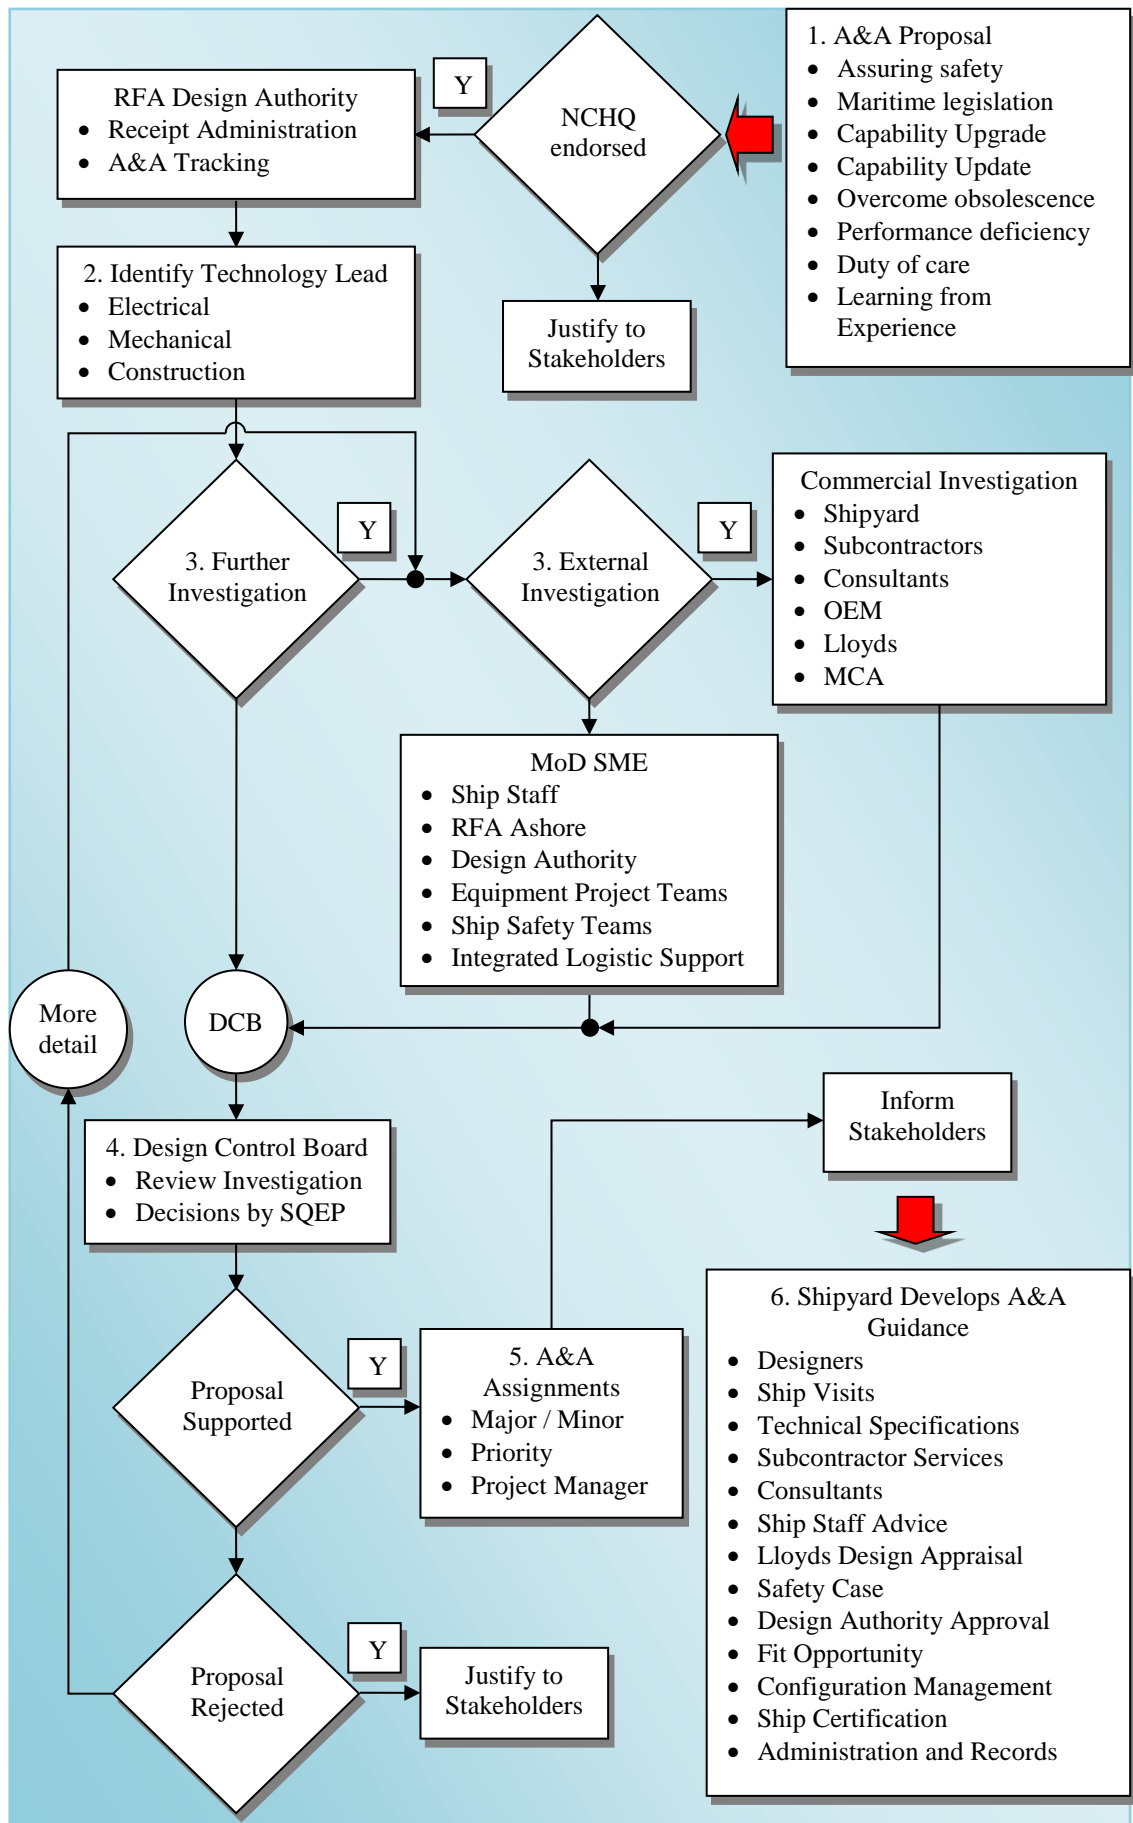 1. A&A Proposal
• Assuring safety
• Maritime legislation
• Capability Upgrade
• Capability Update
• Overcome obsolescence
• Performance deficiency
• Duty of care
• Learning from
Experience
NCHQ
endorsed
Y
RFA Design Authority
• Receipt Administration
• A&A Tracking
Justify to
Stakeholders
2. Identify Technology Lead
• Electrical
• Mechanical
• Construction
3. Further
Investigation
Y
3. External
Investigation
Y
Commercial Investigation
• Shipyard
• Subcontractors
• Consultants
• OEM
• Lloyds
• MCA
MoD SME
• Ship Staff
• RFA Ashore
• Design Authority
• Equipment Project Teams
• Ship Safety Teams
• Integrated Logistic Support
More
detail
DCB
4. Design Control Board
• Review Investigation
• Decisions by SQEP
Proposal
Supported
Y
5. A&A
Assignments
• Major / Minor
• Priority
• Project Manager
Inform
Stakeholders
Proposal
Rejected
Y
Justify to
Stakeholders
6. Shipyard Develops A&A
Guidance
• Designers
• Ship Visits
• Technical Specifications
• Subcontractor Services
• Consultants
• Ship Staff Advice
• Lloyds Design Appraisal
• Safety Case
• Design Authority Approval
• Fit Opportunity
• Configuration Management
• Ship Certification
• Administration and Records